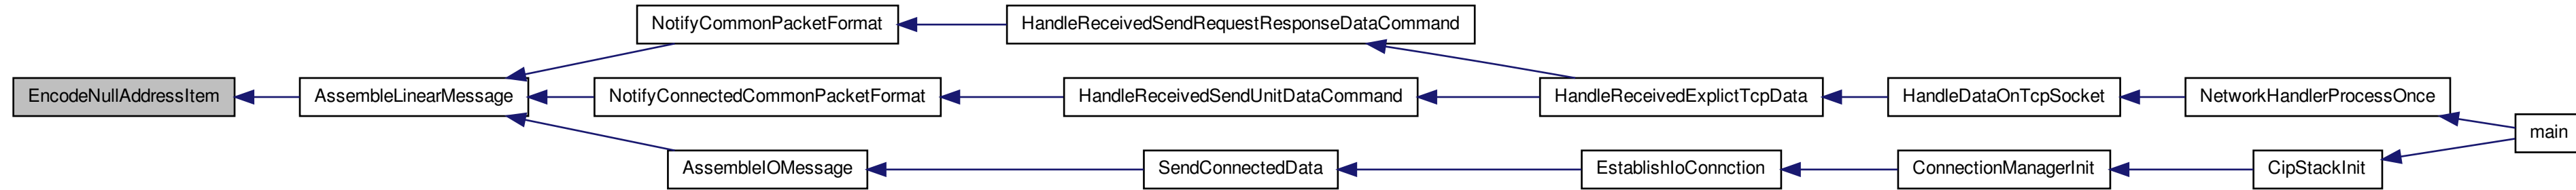 NotifyCommonPacketFormat
HandleReceivedSendRequestResponseDataCommand
EncodeNullAddressItem
AssembleLinearMessage
NotifyConnectedCommonPacketFormat
HandleReceivedSendUnitDataCommand
HandleReceivedExplictTcpData
HandleDataOnTcpSocket
NetworkHandlerProcessOnce
main
AssembleIOMessage
SendConnectedData
EstablishIoConnction
ConnectionManagerInit
CipStackInit